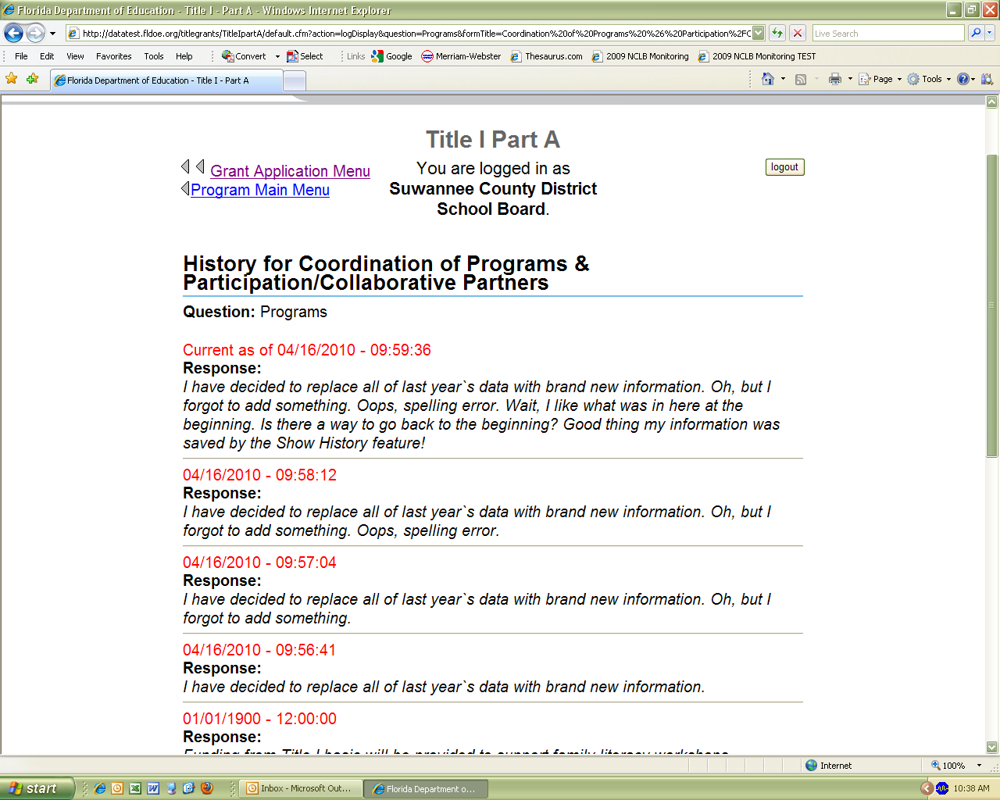 Florida Department of Education - Title I - Part A - Windows Internet Explorer
http://datatest.fldoe.org/titlegrants/TitleIpartA/default.cfm?action=logDisplay&question=Programs&formTitle=Coordination%20of%20Programs%20%26%20Participation%2FC
Live Search
File Edit View Favorites Tools Help Convert Select Links Google Merriam-Webster Thesaurus.com 2009 NCLB Monitoring 2009 NCLB Monitoring TEST
Florida Department of Education - Title I - Part A
Page Tools
Title I Part A
Grant Application Menu
Program Main Menu
You are logged in as
Suwannee County District
School Board.
logout
History for Coordination of Programs &
Participation/Collaborative Partners
Question: Programs
Current as of 04/16/2010 - 09:59:36
Response:
I have decided to replace all of last year`s data with brand new information. Oh, but I
forgot to add something. Oops, spelling error. Wait, I like what was in here at the
beginning. Is there a way to go back to the beginning? Good thing my information was
saved by the Show History feature!
04/16/2010 - 09:58:12
Response:
I have decided to replace all of last year`s data with brand new information. Oh, but I
forgot to add something. Oops, spelling error.
04/16/2010 - 09:57:04
Response:
I have decided to replace all of last year`s data with brand new information. Oh, but I
forgot to add something.
04/16/2010 - 09:56:41
Response:
I have decided to replace all of last year`s data with brand new information.
01/01/1900 - 12:00:00
Response:
Funding from Title I basic will be provided to support family literacy workshops
Internet
100%
start
Inbox - Microsoft Out...
Florida Department o...
10:38 AM